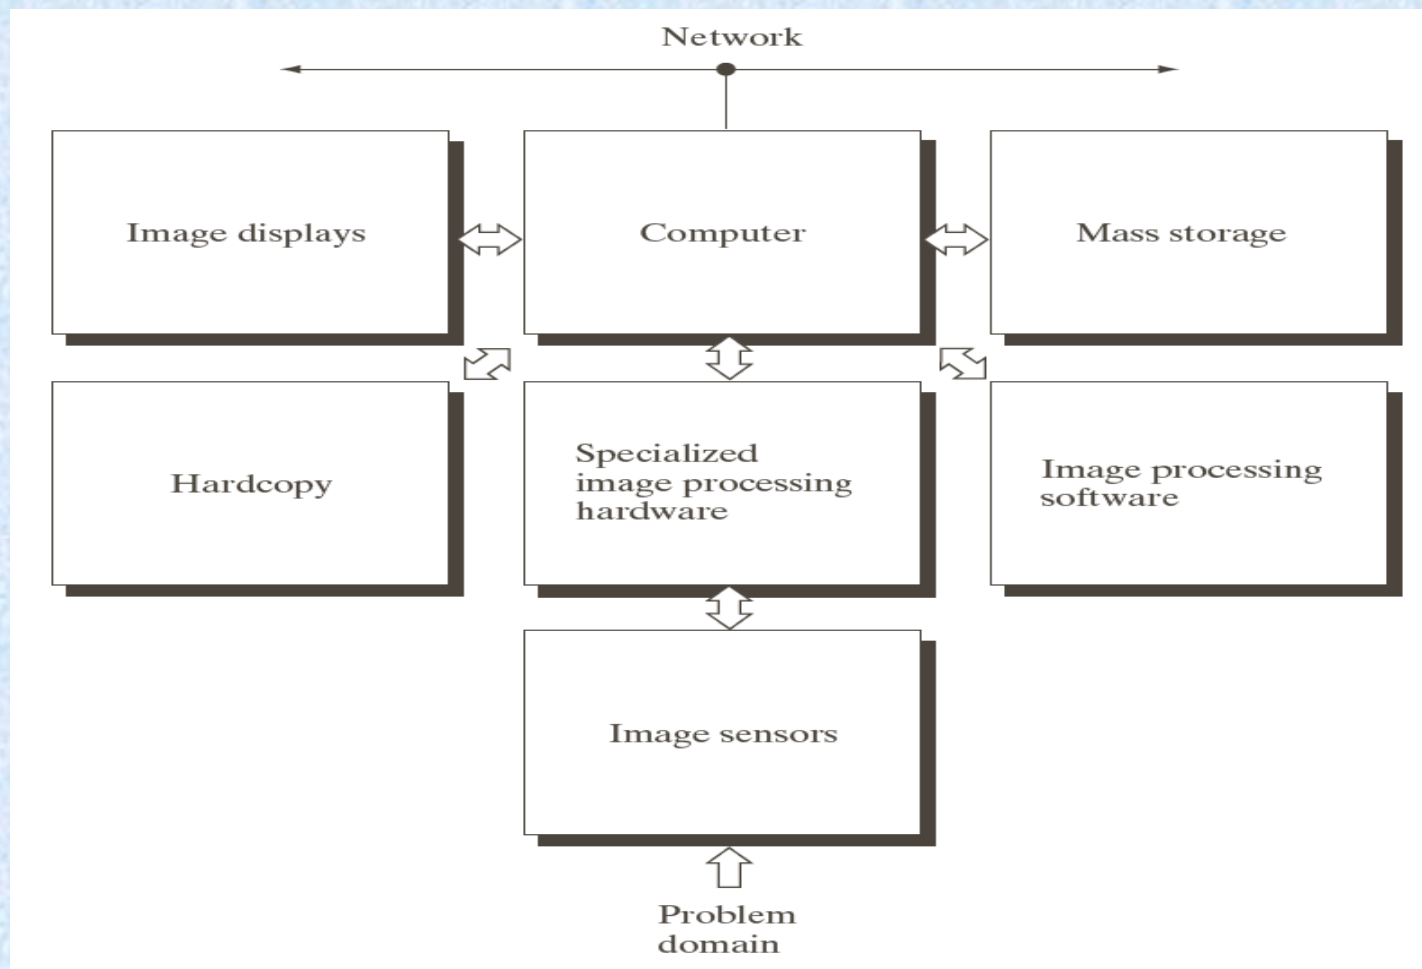 Network
Image displays
Computer
Mass storage
Hardcopy
Specialized
image processing
hardware
Image processing
software
Image sensors
Problem
domain